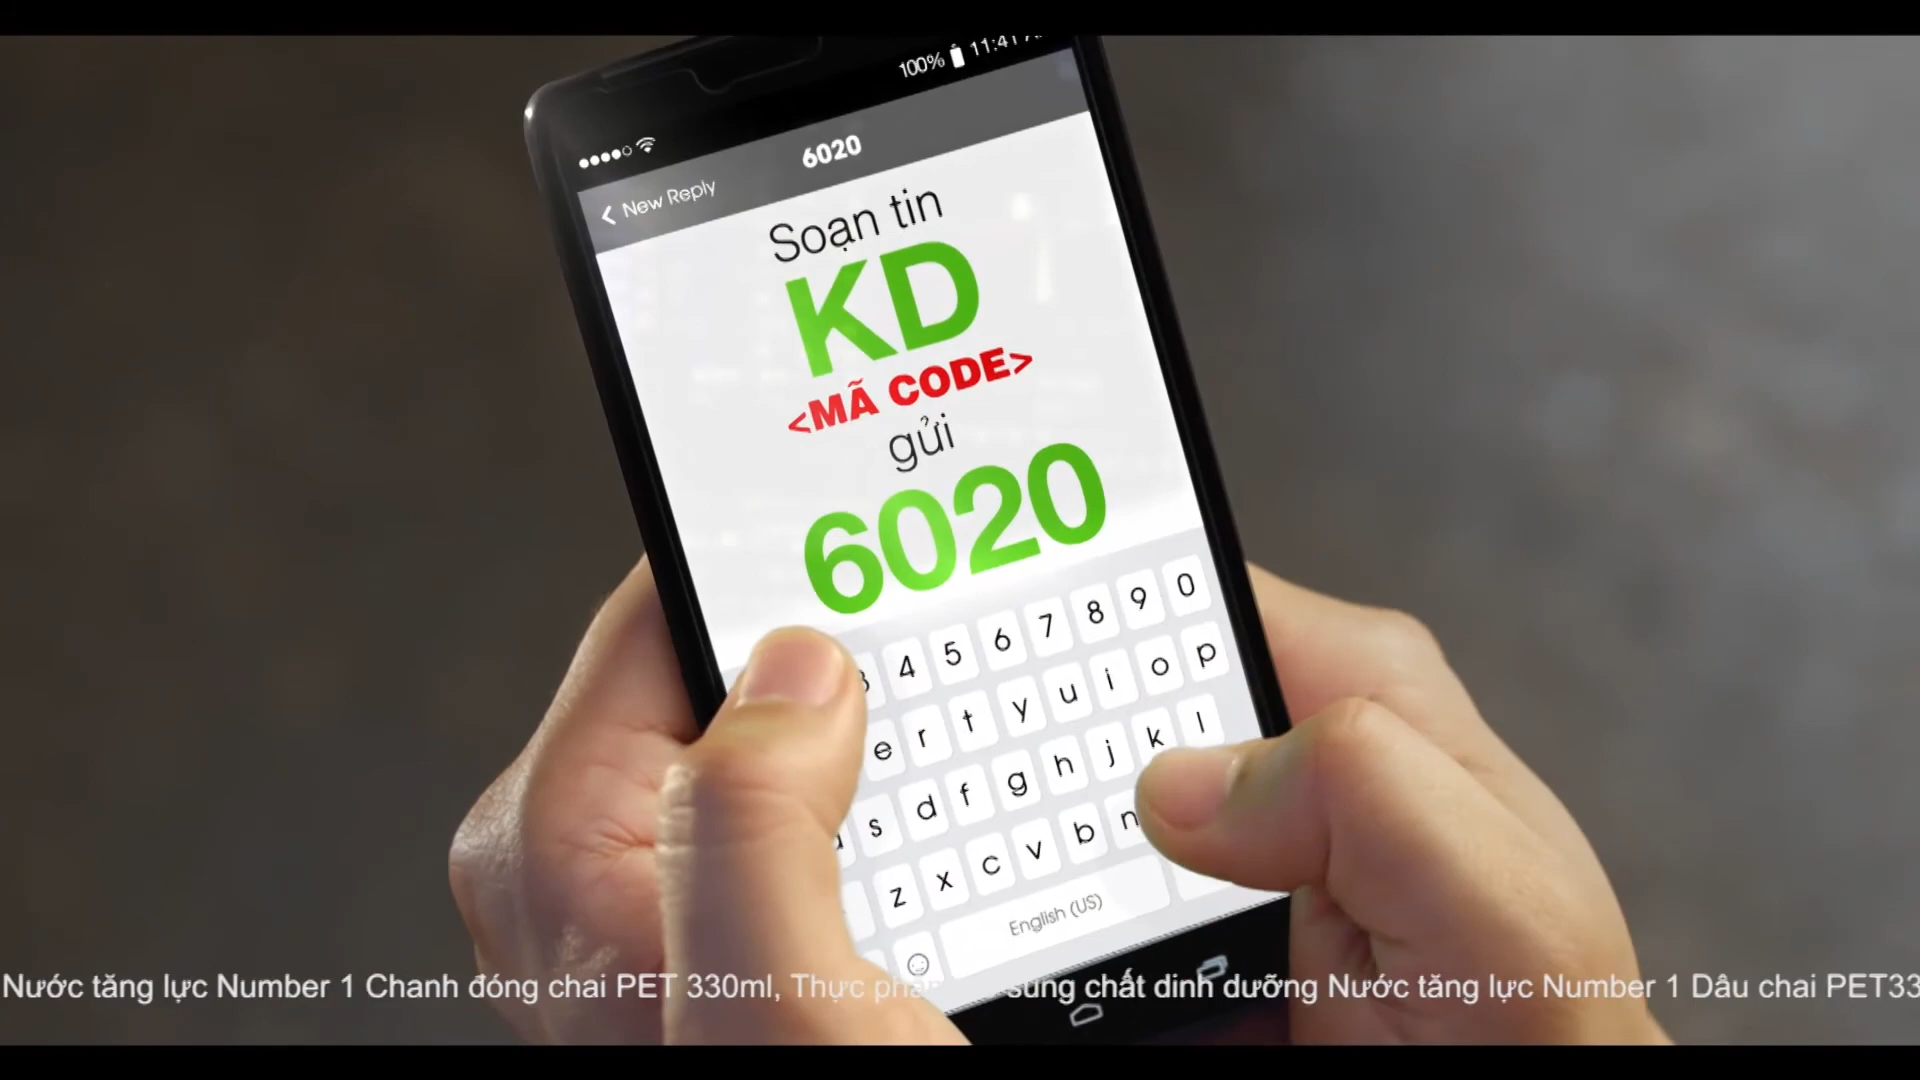 100% 11:41
6020
New Reply
Soạn tin
KD
<MÃ CODE>
gửi
6020
4 5 6 7 8 9 0
e r t y u i o p
s d f g h j k l
z x c v b n
English (US)
Nước tăng lực Number 1 Chanh đóng chai PET 330ml, Thực sung chất dinh dưỡng Nước tăng lực Number 1 Dâu chai PET33